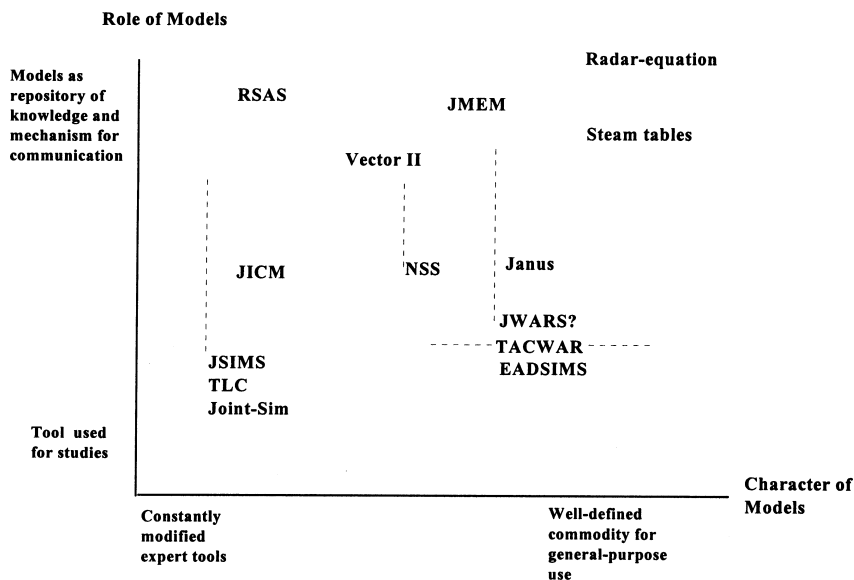 Role of Models
Models as
repository of
knowledge and
mechanism for
communication
Radar-equation
RSAS
JMEM
Steam tables
Vector II
JICM
NSS
Janus
JWARS?
TACWAR
EADSIMS
JSIMS
TLC
Joint-Sim
Tool used
for studies
Character of
Models
Constantly
modified
expert tools
Well-defined
commodity for
general-purpose
use